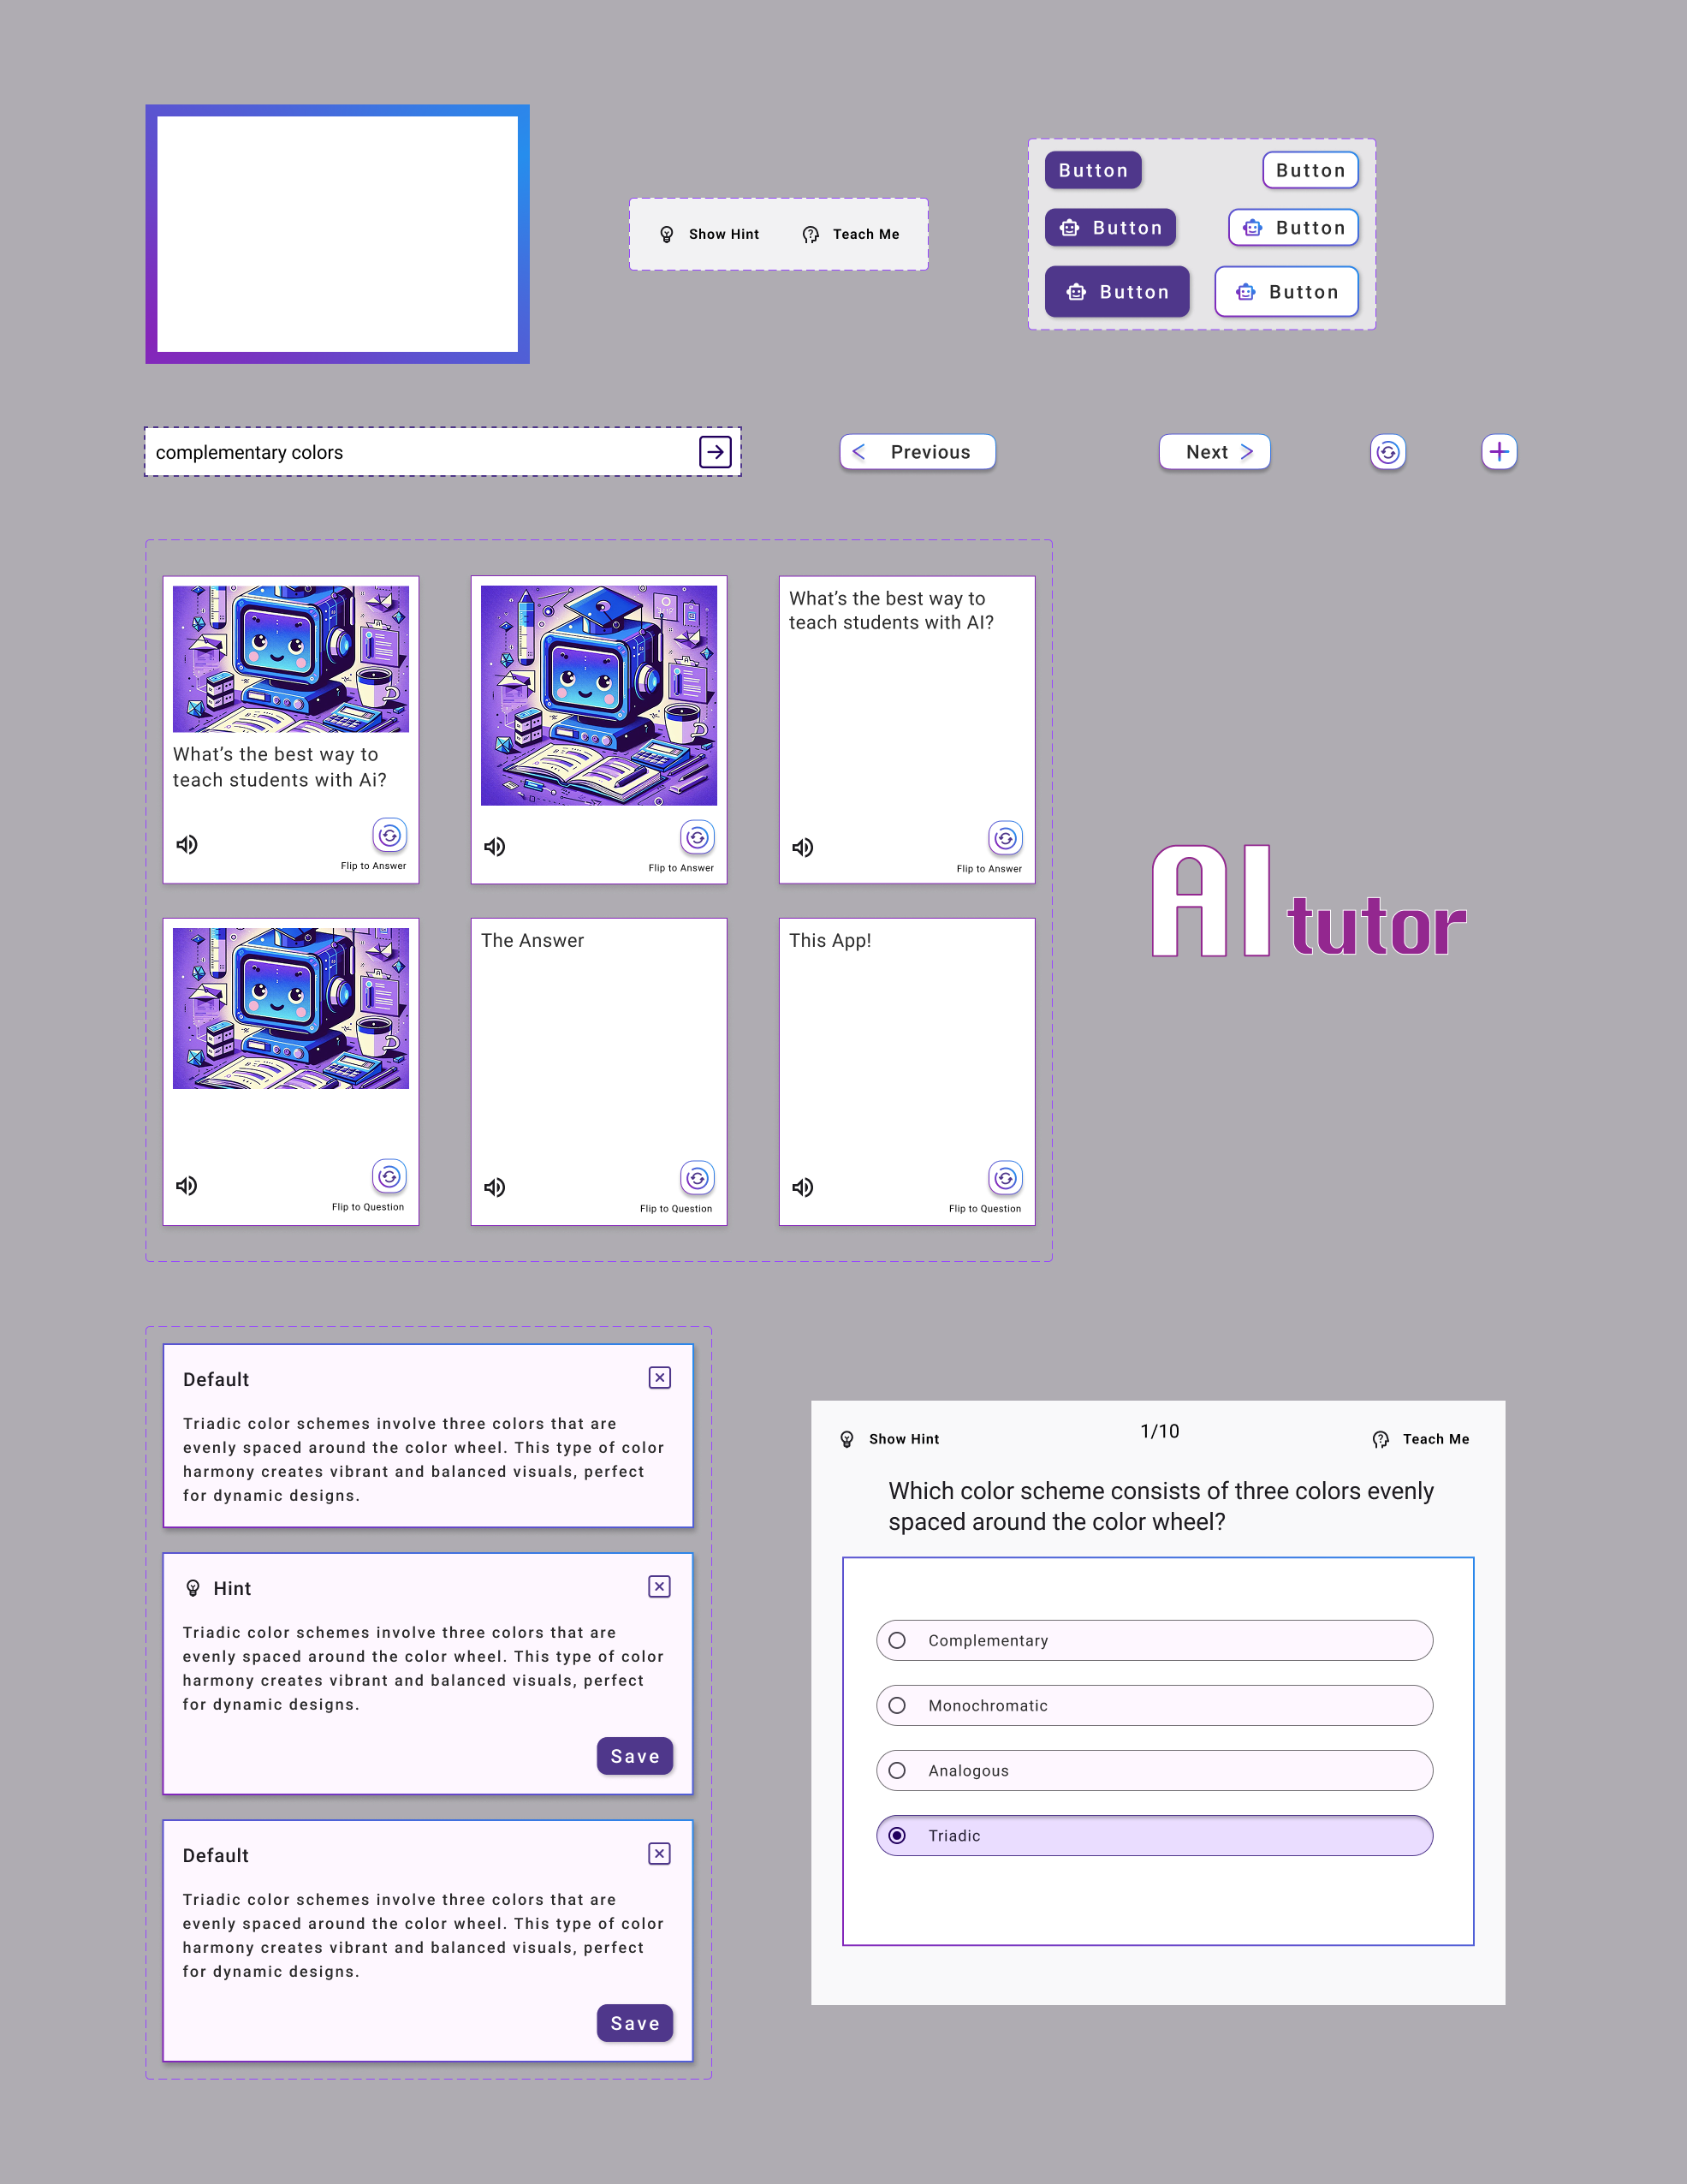 Button
Button
Show Hint
Teach Me
Button
Button
Button
Button
complementary colors
Previous
Next
What's the best way to
teach students with Ai?
Flip to Answer
Flip to Answer
What's the best way to
teach students with AI?
Flip to Answer
AI tutor
Flip to Question
The Answer
Flip to Question
This App!
Flip to Question
Default
Triadic color schemes involve three colors that are
evenly spaced around the color wheel. This type of color
harmony creates vibrant and balanced visuals, perfect
for dynamic designs.
Hint
Triadic color schemes involve three colors that are
evenly spaced around the color wheel. This type of color
harmony creates vibrant and balanced visuals, perfect
for dynamic designs.
Save
Default
Triadic color schemes involve three colors that are
evenly spaced around the color wheel. This type of color
harmony creates vibrant and balanced visuals, perfect
for dynamic designs.
Save
Show Hint
1/10
Teach Me
Which color scheme consists of three colors evenly
spaced around the color wheel?
Complementary
Monochromatic
Analogous
Triadic